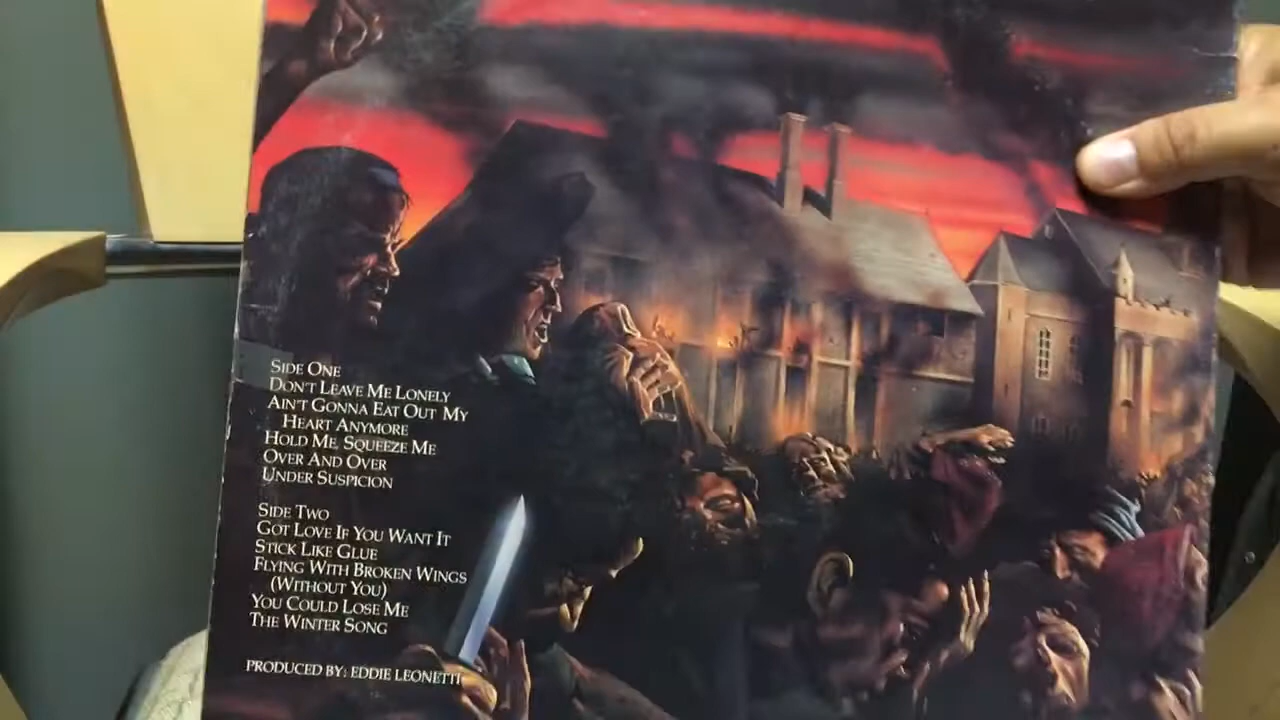 SIDE ONE
DON'T LEAVE ME LONELY
AIN'T GONNA EAT OUT MY
HEART ANYMORE
HOLD ME, SQUEEZE ME
OVER AND OVER
UNDER SUSPICION
SIDE TWO
GOT LOVE IF YOU WANT IT
STICK LIKE GLUE
FLYING WITH BROKEN WINGS
(WITHOUT YOU)
YOU COULD LOSE ME
THE WINTER SONG
PRODUCED BY: EDDIE LEONETTI